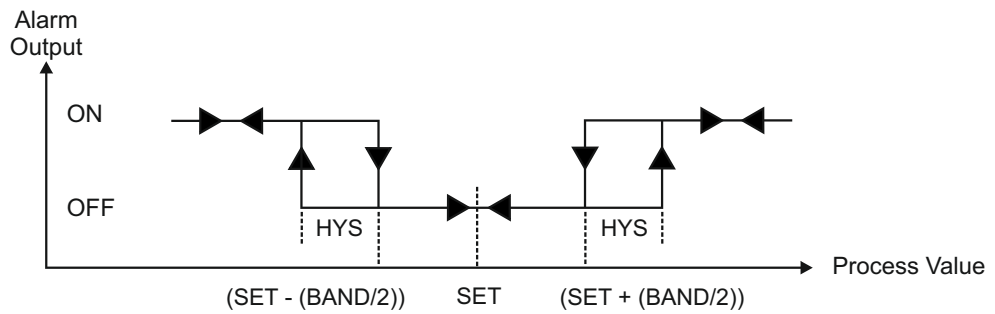 Alarm
Output
ON
OFF
HYS HYS
Process Value
(SET - (BAND/2)) SET (SET + (BAND/2))